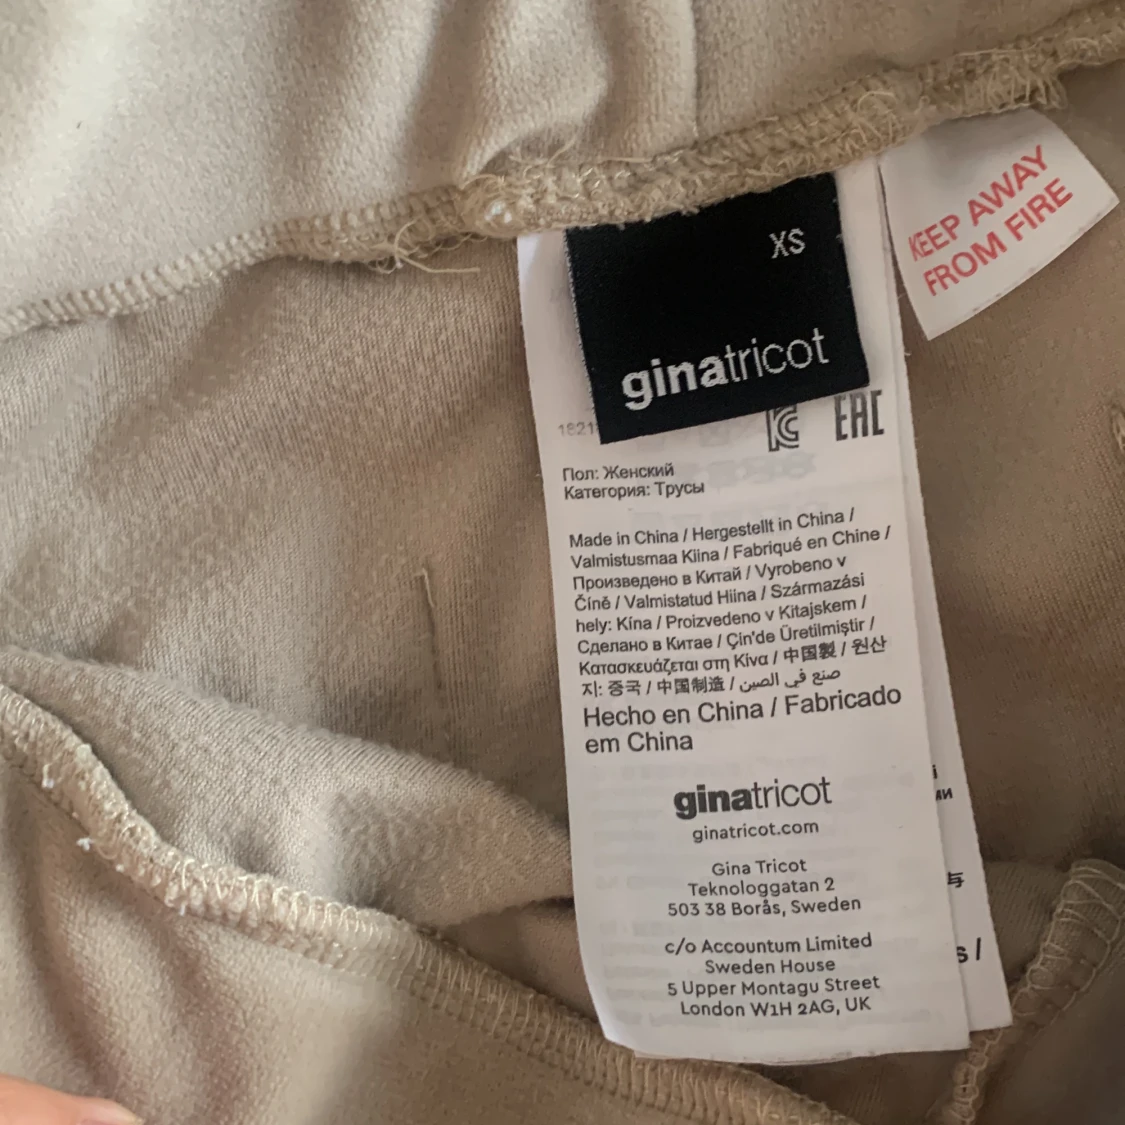 XS
ginatricot
KEEP AWAY
FROM FIRE
EAC
Пол: Женский
Категория: Трусы
Made in China / Hergestellt in China /
Valmistusmaa Kiina / Fabriqué en Chine /
Произведено в Китай / Vyrobeno v
Číně / Valmistatud Hiina / Származási
hely: Kína / Proizvedeno v Kitajskem /
Сделано в Китае / Çin'de Üretilmiştir /
Κατασκευάζεται στη Κίνα / 中国製 / 원산
지: 중국 / 中国制造 / صنع في الصين
Hecho en China / Fabricado
em China
ginatricot
ginatricot.com
Gina Tricot
Teknologgatan 2
503 38 Borås, Sweden
c/o Accountum Limited
Sweden House
5 Upper Montagu Street
London W1H 2AG, UK